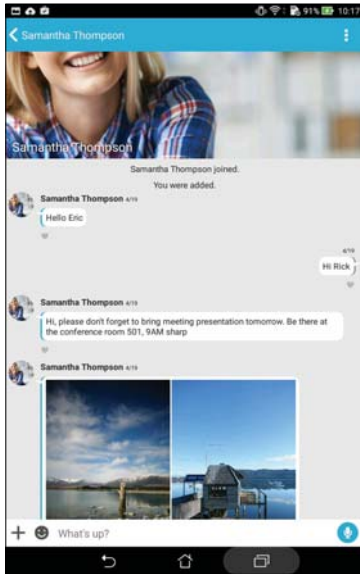 91% 10:17
Samantha Thompson
Samantha Thompson
Samantha Thompson joined.
You were added.
Samantha Thompson 4/19
Hello Eric
4/19
Hi Rick
Samantha Thompson 4/19
Hi, please don't forget to bring meeting presentation tomorrow. Be there at
the conference room 501, 9AM sharp
Samantha Thompson 4/19
What's up?